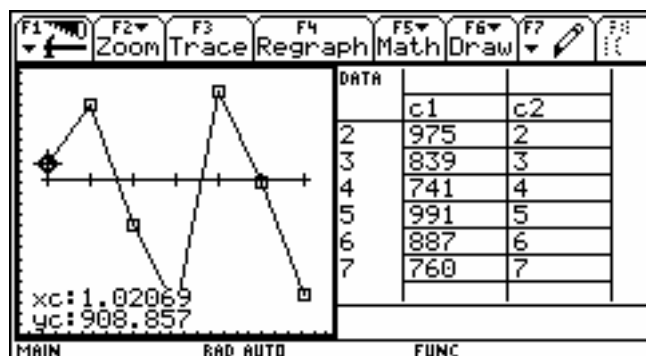 F1 F2 F3 F4 F5 F6 F7
Zoom Trace Regraph Math Draw
DATA
c1 c2
2 975 2
3 839 3
4 741 4
5 991 5
6 887 6
7 760 7
xc:1.02069
yc:908.857
MAIN RAD AUTO FUNC